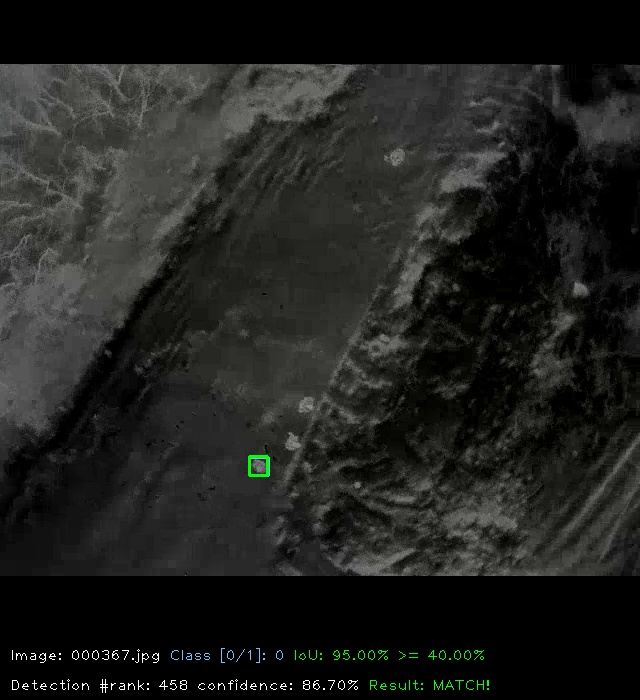 Image: 000367.jpg Class [0/1]: 0 IoU: 95.00% >= 40.00%
Detection #rank: 458 confidence: 86.70% Result: MATCH!